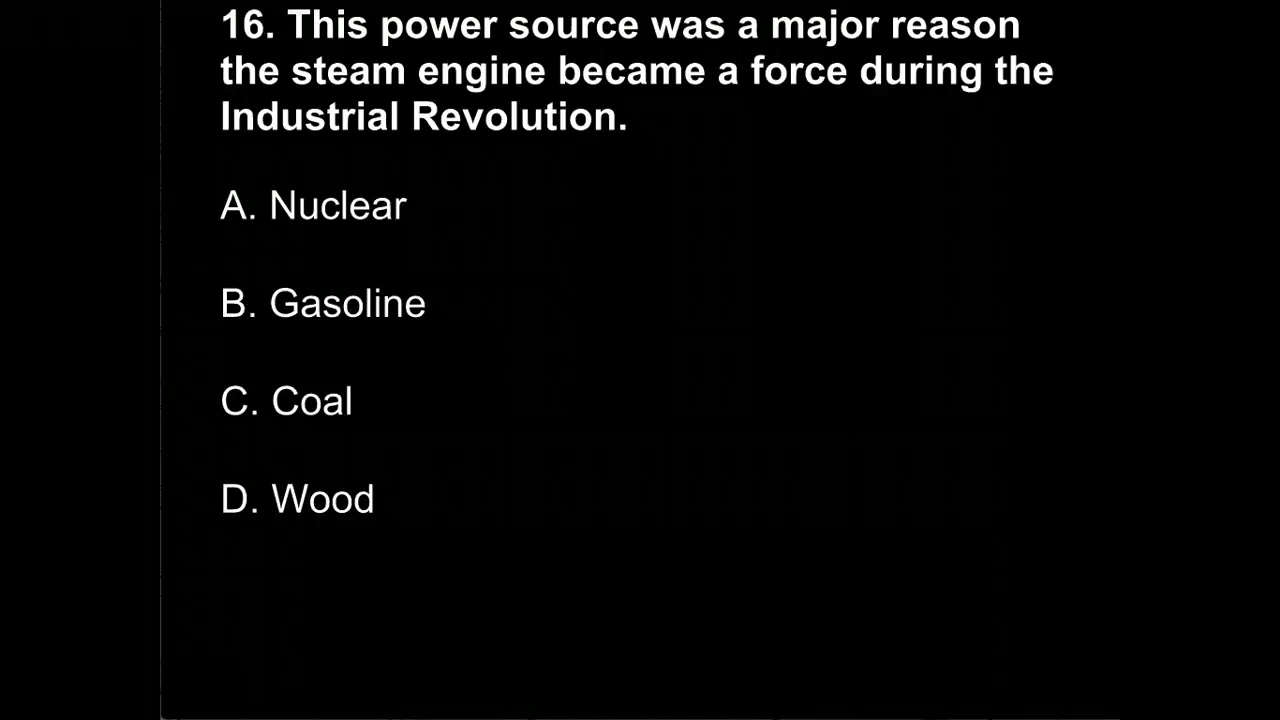 16. This power source was a major reason
the steam engine became a force during the
Industrial Revolution.
A. Nuclear
B. Gasoline
C. Coal
D. Wood